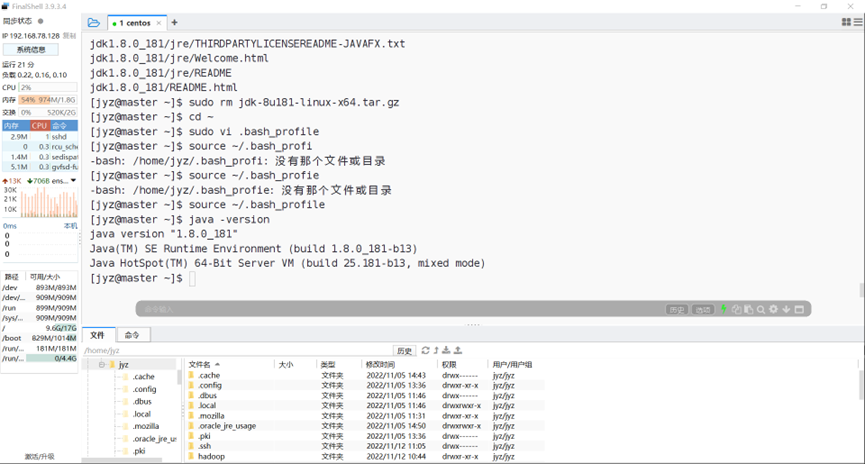 FinalShell 3.9.3.4
同步状态
IP 192.168.78.128 复制
系统信息
运行 21 分
负载 0.22, 0.16, 0.10
CPU 2%
内存 54% 974M/1.8G
交换 0% 520K/2G
内存 CPU 命令
2.9M 1 sshd
0 0.3 rcu_sche
1.4M 0.3 sedispat
5.1M 0.3 gvfsd-fu
13K 706B ens...
30K
21K
10K
0ms 本机
0
0
0
路径 可用/大小
/dev 893M/893M
/dev/... 909M/909M
/run 899M/909M
/sys/... 909M/909M
/ 9.6G/17G
/boot 829M/1014M
/run/... 181M/181M
/run/... 0/4.4G
激活/升级
1 centos × +
jdk1.8.0_181/jre/THIRDPARTYLICENSEREADME-JAVAFX.txt
jdk1.8.0_181/jre/Welcome.html
jdk1.8.0_181/jre/README
jdk1.8.0_181/README.html
[jyz@master ~]$ sudo rm jdk-8u181-linux-x64.tar.gz
[jyz@master ~]$ cd ~
[jyz@master ~]$ sudo vi .bash_profile
[jyz@master ~]$ source ~/.bash_profi
-bash: /home/jyz/.bash_profi: 没有那个文件或目录
[jyz@master ~]$ source ~/.bash_profie
-bash: /home/jyz/.bash_profie: 没有那个文件或目录
[jyz@master ~]$ source ~/.bash_profile
[jyz@master ~]$ java -version
java version "1.8.0_181"
Java(TM) SE Runtime Environment (build 1.8.0_181-b13)
Java HotSpot(TM) 64-Bit Server VM (build 25.181-b13, mixed mode)
[jyz@master ~]$
命令输入 历史 选项
文件 命令
/home/jyz 历史
jyz
.cache
.config
.dbus
.local
.mozilla
.oracle_jre_us
.pki
文件名 大小 类型 修改时间 权限 用户/用户组
.cache 文件夹 2022/11/05 14:43 drwx------ jyz/jyz
.config 文件夹 2022/11/05 13:36 drwxr-xr-x jyz/jyz
.dbus 文件夹 2022/11/05 11:46 drwx------ jyz/jyz
.local 文件夹 2022/11/05 11:46 drwxrwxr-x jyz/jyz
.mozilla 文件夹 2022/11/05 11:31 drwxr-xr-x jyz/jyz
.oracle_jre_usage 文件夹 2022/11/05 14:50 drwxrwxr-x jyz/jyz
.pki 文件夹 2022/11/05 13:36 drwx------ jyz/jyz
.ssh 文件夹 2022/11/12 11:05 drwx------ jyz/jyz
hadoop 文件夹 2022/11/12 10:44 drwxr-xr-x jyz/jyz